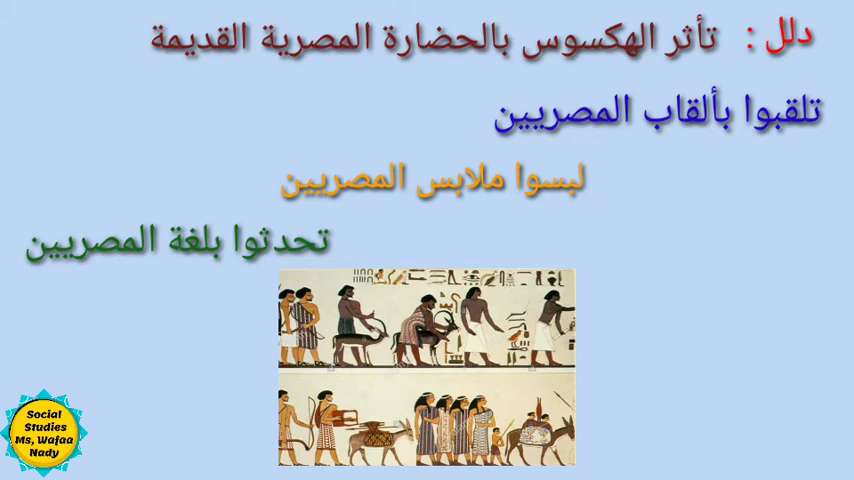 دلل : تأثر الهكسوس بالحضارة المصرية القديمة
تلقبوا بألقاب المصريين
لبسوا ملابس المصريين
تحدثوا بلغة المصريين
Social
Studies
Ms, Wafaa
Nady